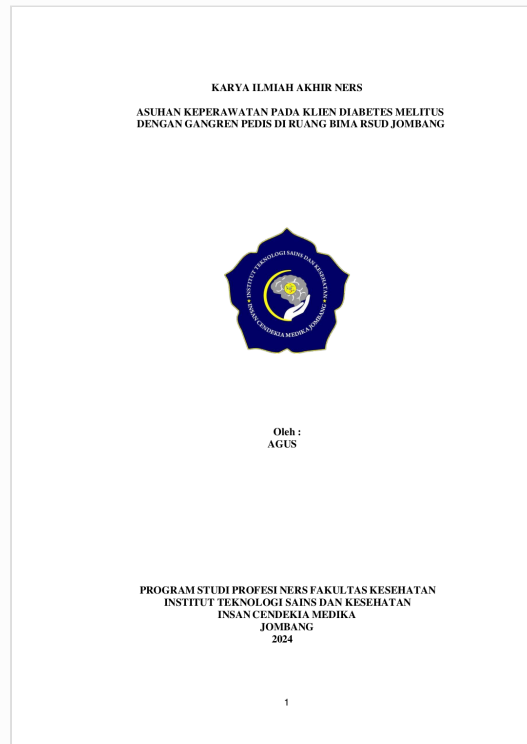 KARYA ILMIAH AKHIR NERS
ASUHAN KEPERAWATAN PADA KLIEN DIABETES MELITUS
DENGAN GANGREN PEDIS DI RUANG BIMA RSUD JOMBANG
INSTITUT TEKNOLOGI SAINS DAN KESEHATAN
INSAN CENDEKIA MEDIKA JOMBANG
Oleh :
AGUS
PROGRAM STUDI PROFESI NERS FAKULTAS KESEHATAN
INSTITUT TEKNOLOGI SAINS DAN KESEHATAN
INSAN CENDEKIA MEDIKA
JOMBANG
2024
1